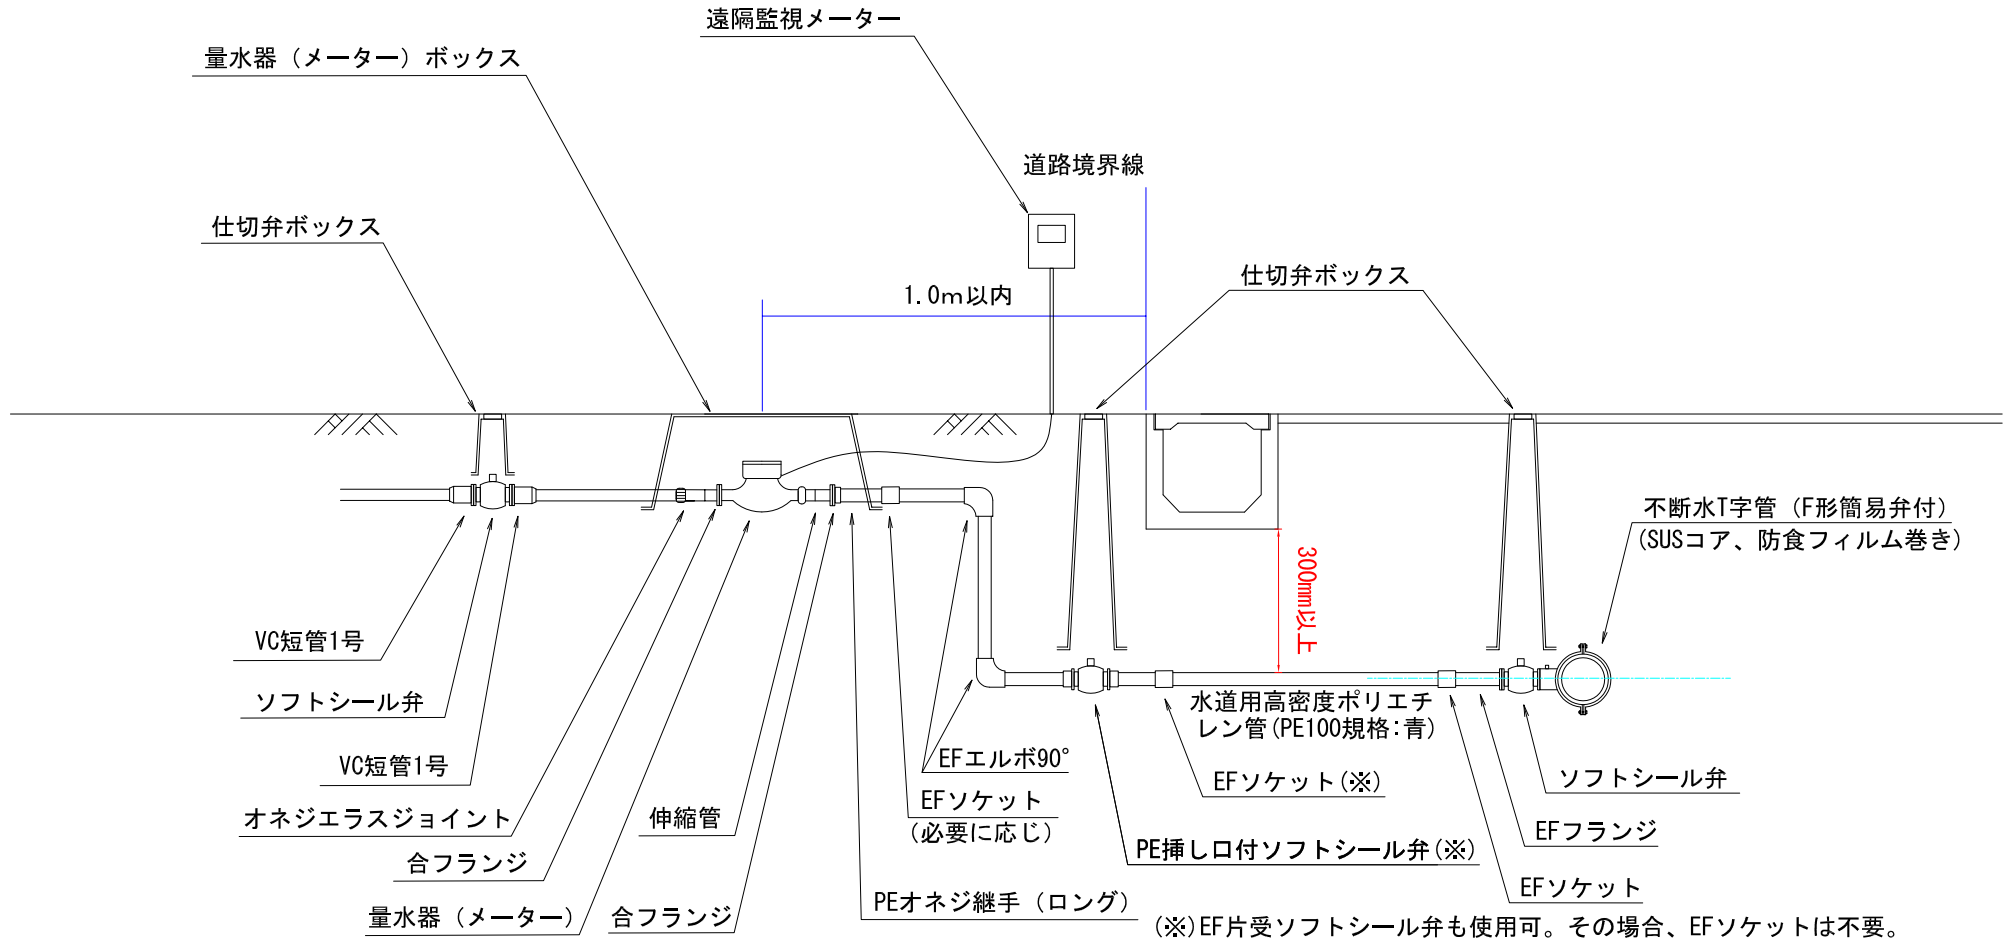 遠隔監視メーター
量水器（メーター）ボックス
道路境界線
仕切弁ボックス
仕切弁ボックス
1.0m以内
不断水T字管（F形簡易弁付）
(SUSコア、防食フィルム巻き)
300mm以上
VC短管1号
ソフトシール弁
水道用高密度ポリエチ
レン管(PE100規格:青)
VC短管1号
EFエルボ90°
EFソケット(※)
ソフトシール弁
オネジエラスジョイント
伸縮管
EFソケット
(必要に応じ)
EFフランジ
合フランジ
PE挿し口付ソフトシール弁(※)
EFソケット
量水器（メーター）
合フランジ
PEオネジ継手（ロング）
(※)EF片受ソフトシール弁も使用可。その場合、EFソケットは不要。